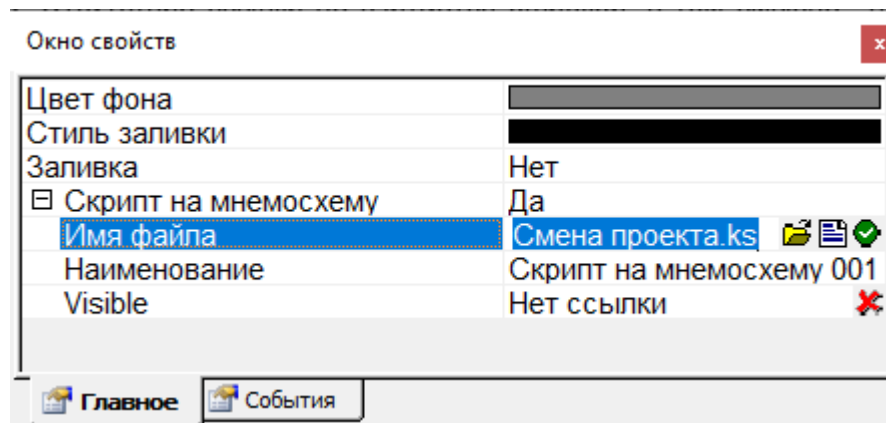 Окно свойств
x
Цвет фона
Стиль заливки
Заливка Нет
Скрипт на мнемосхему Да
Имя файла Смена проекта.ks
Наименование Скрипт на мнемосхему 001
Visible Нет ссылки
Главное События